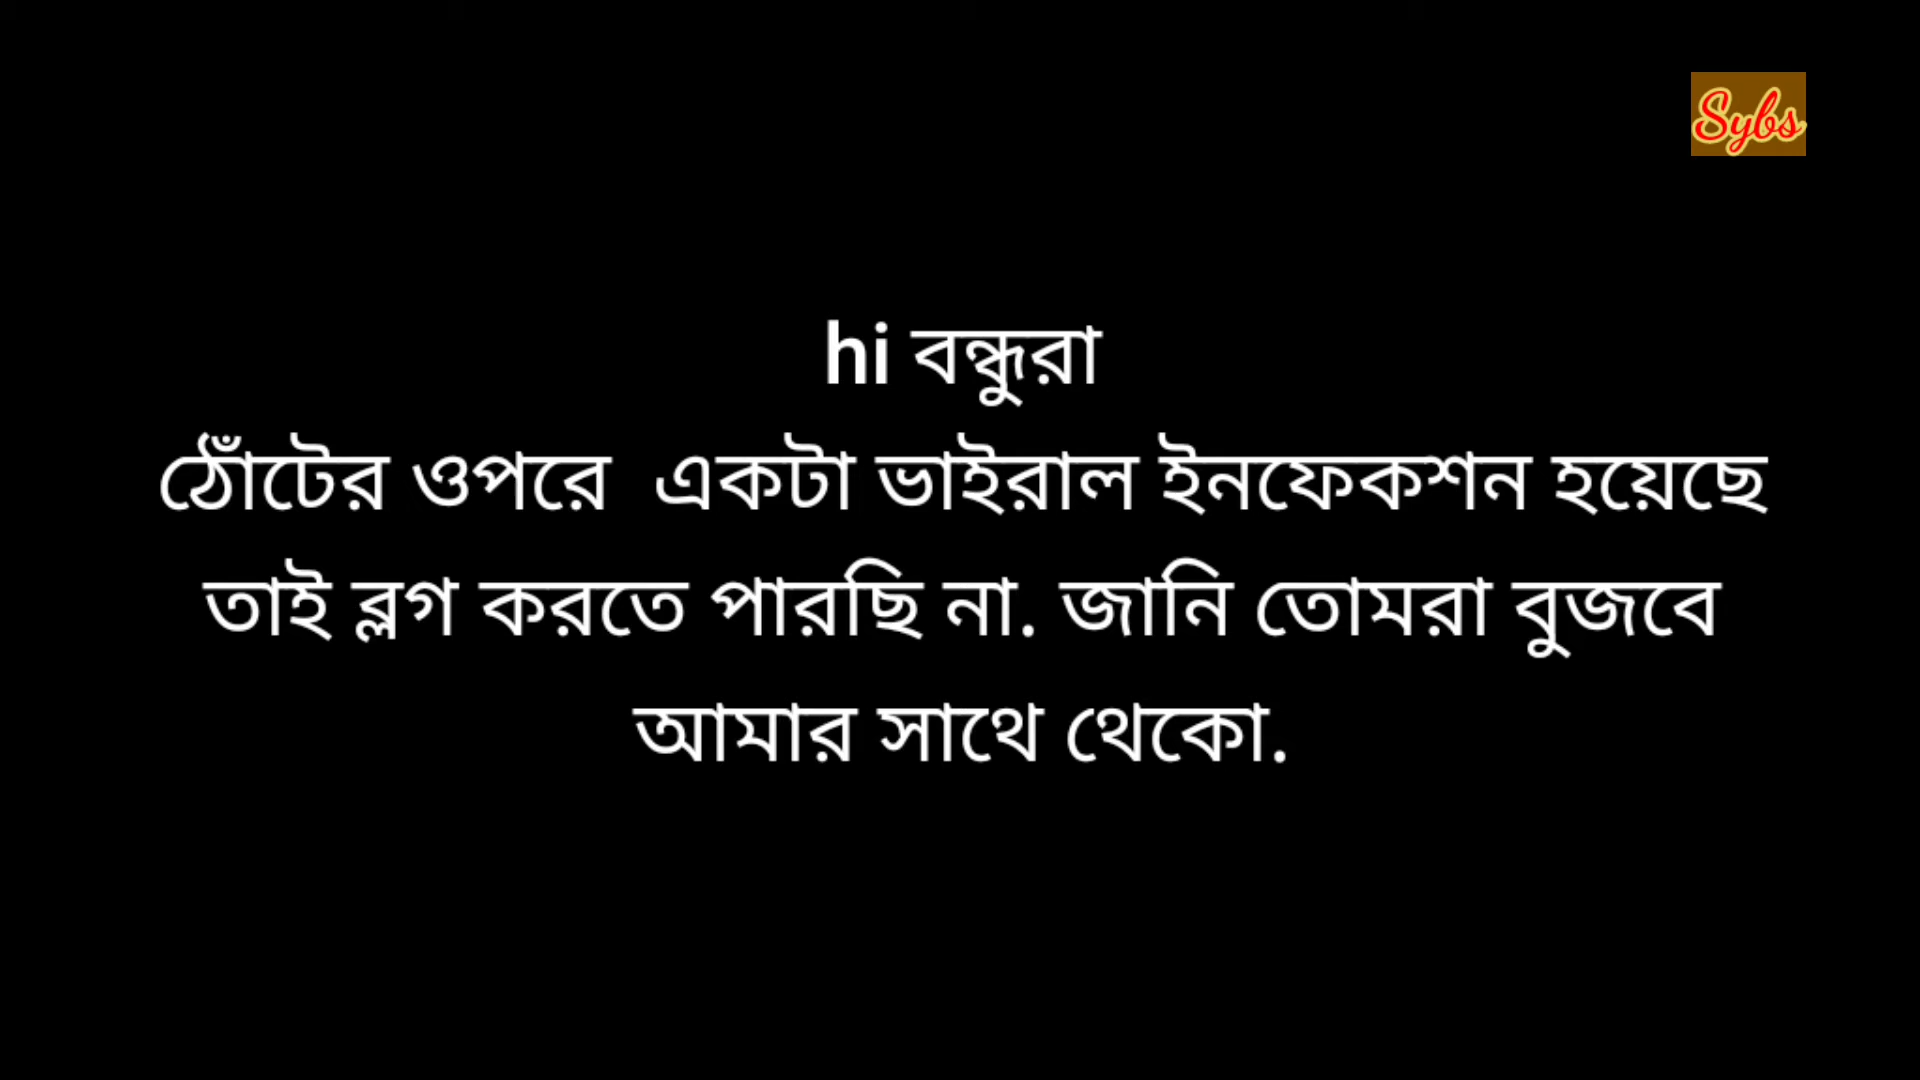 Sybs
hi বন্ধুরা
ঠোঁটের ওপরে একটা ভাইরাল ইনফেকশন হয়েছে
তাই ব্লগ করতে পারছি না. জানি তোমরা বুজবে
আমার সাথে থেকো.